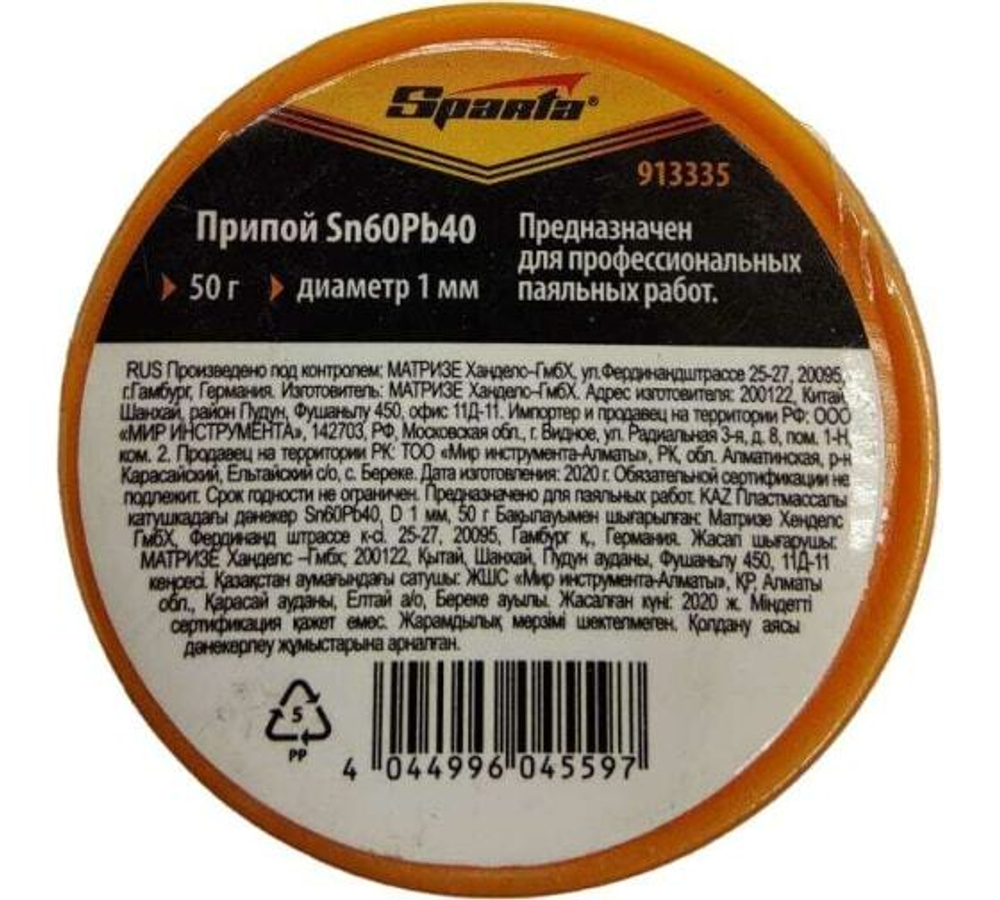 Sparta®
913335
Припой Sn60Pb40
50 г диаметр 1 мм
Предназначен
для профессиональных
паяльных работ.
RUS Произведено под контролем: МАТРИЗЕ Ханделс–ГмбХ, ул.Фердинандштрассе 25-27, 20095,
г.Гамбург, Германия. Изготовитель: МАТРИЗЕ Ханделс–ГмбХ. Адрес изготовителя: 200122, Китай,
Шанхай, район Пудун, Фушаньлу 450, офис 11Д-11. Импортер и продавец на территории РФ: ООО
«МИР ИНСТРУМЕНТА», 142703, РФ, Московская обл., г. Видное, ул. Радиальная 3-я, д. 8, пом. 1-Н,
ком. 2. Продавец на территории РК: ТОО «Мир инструмента-Алматы», РК, обл. Алматинская, р-н
Карасайский, Ельтайский с/о, с. Береке. Дата изготовления: 2020 г. Обязательной сертификации не
подлежит. Срок годности не ограничен. Предназначено для паяльных работ. KAZ Пластмассалы
катушкадағы дәнекер Sn60Pb40, D 1 мм, 50 г Бақылауымен шығарылған: Матризе Хенделс
ГмбХ, Фердинанд штрассе к-сі. 25-27, 20095, Гамбург қ., Германия. Жасап шығарушы:
МАТРИЗЕ Ханделс –Гмбх; 200122, Қытай, Шанхай, Пудун ауданы, Фушаньлу 450, 11Д-11
кеңсесі. Қазақстан аумағындағы сатушы: ЖШС «Мир инструмента-Алматы», ҚР, Алматы
обл., Қарасай ауданы, Елтай а/о, Береке ауылы. Жасалған күні: 2020 ж. Міндетті
сертификация қажет емес. Жарамдылық мерзімі шектелмеген. Қолдану аясы
дәнекерлеу жұмыстарына арналған.
5
PP
4 044996 045597